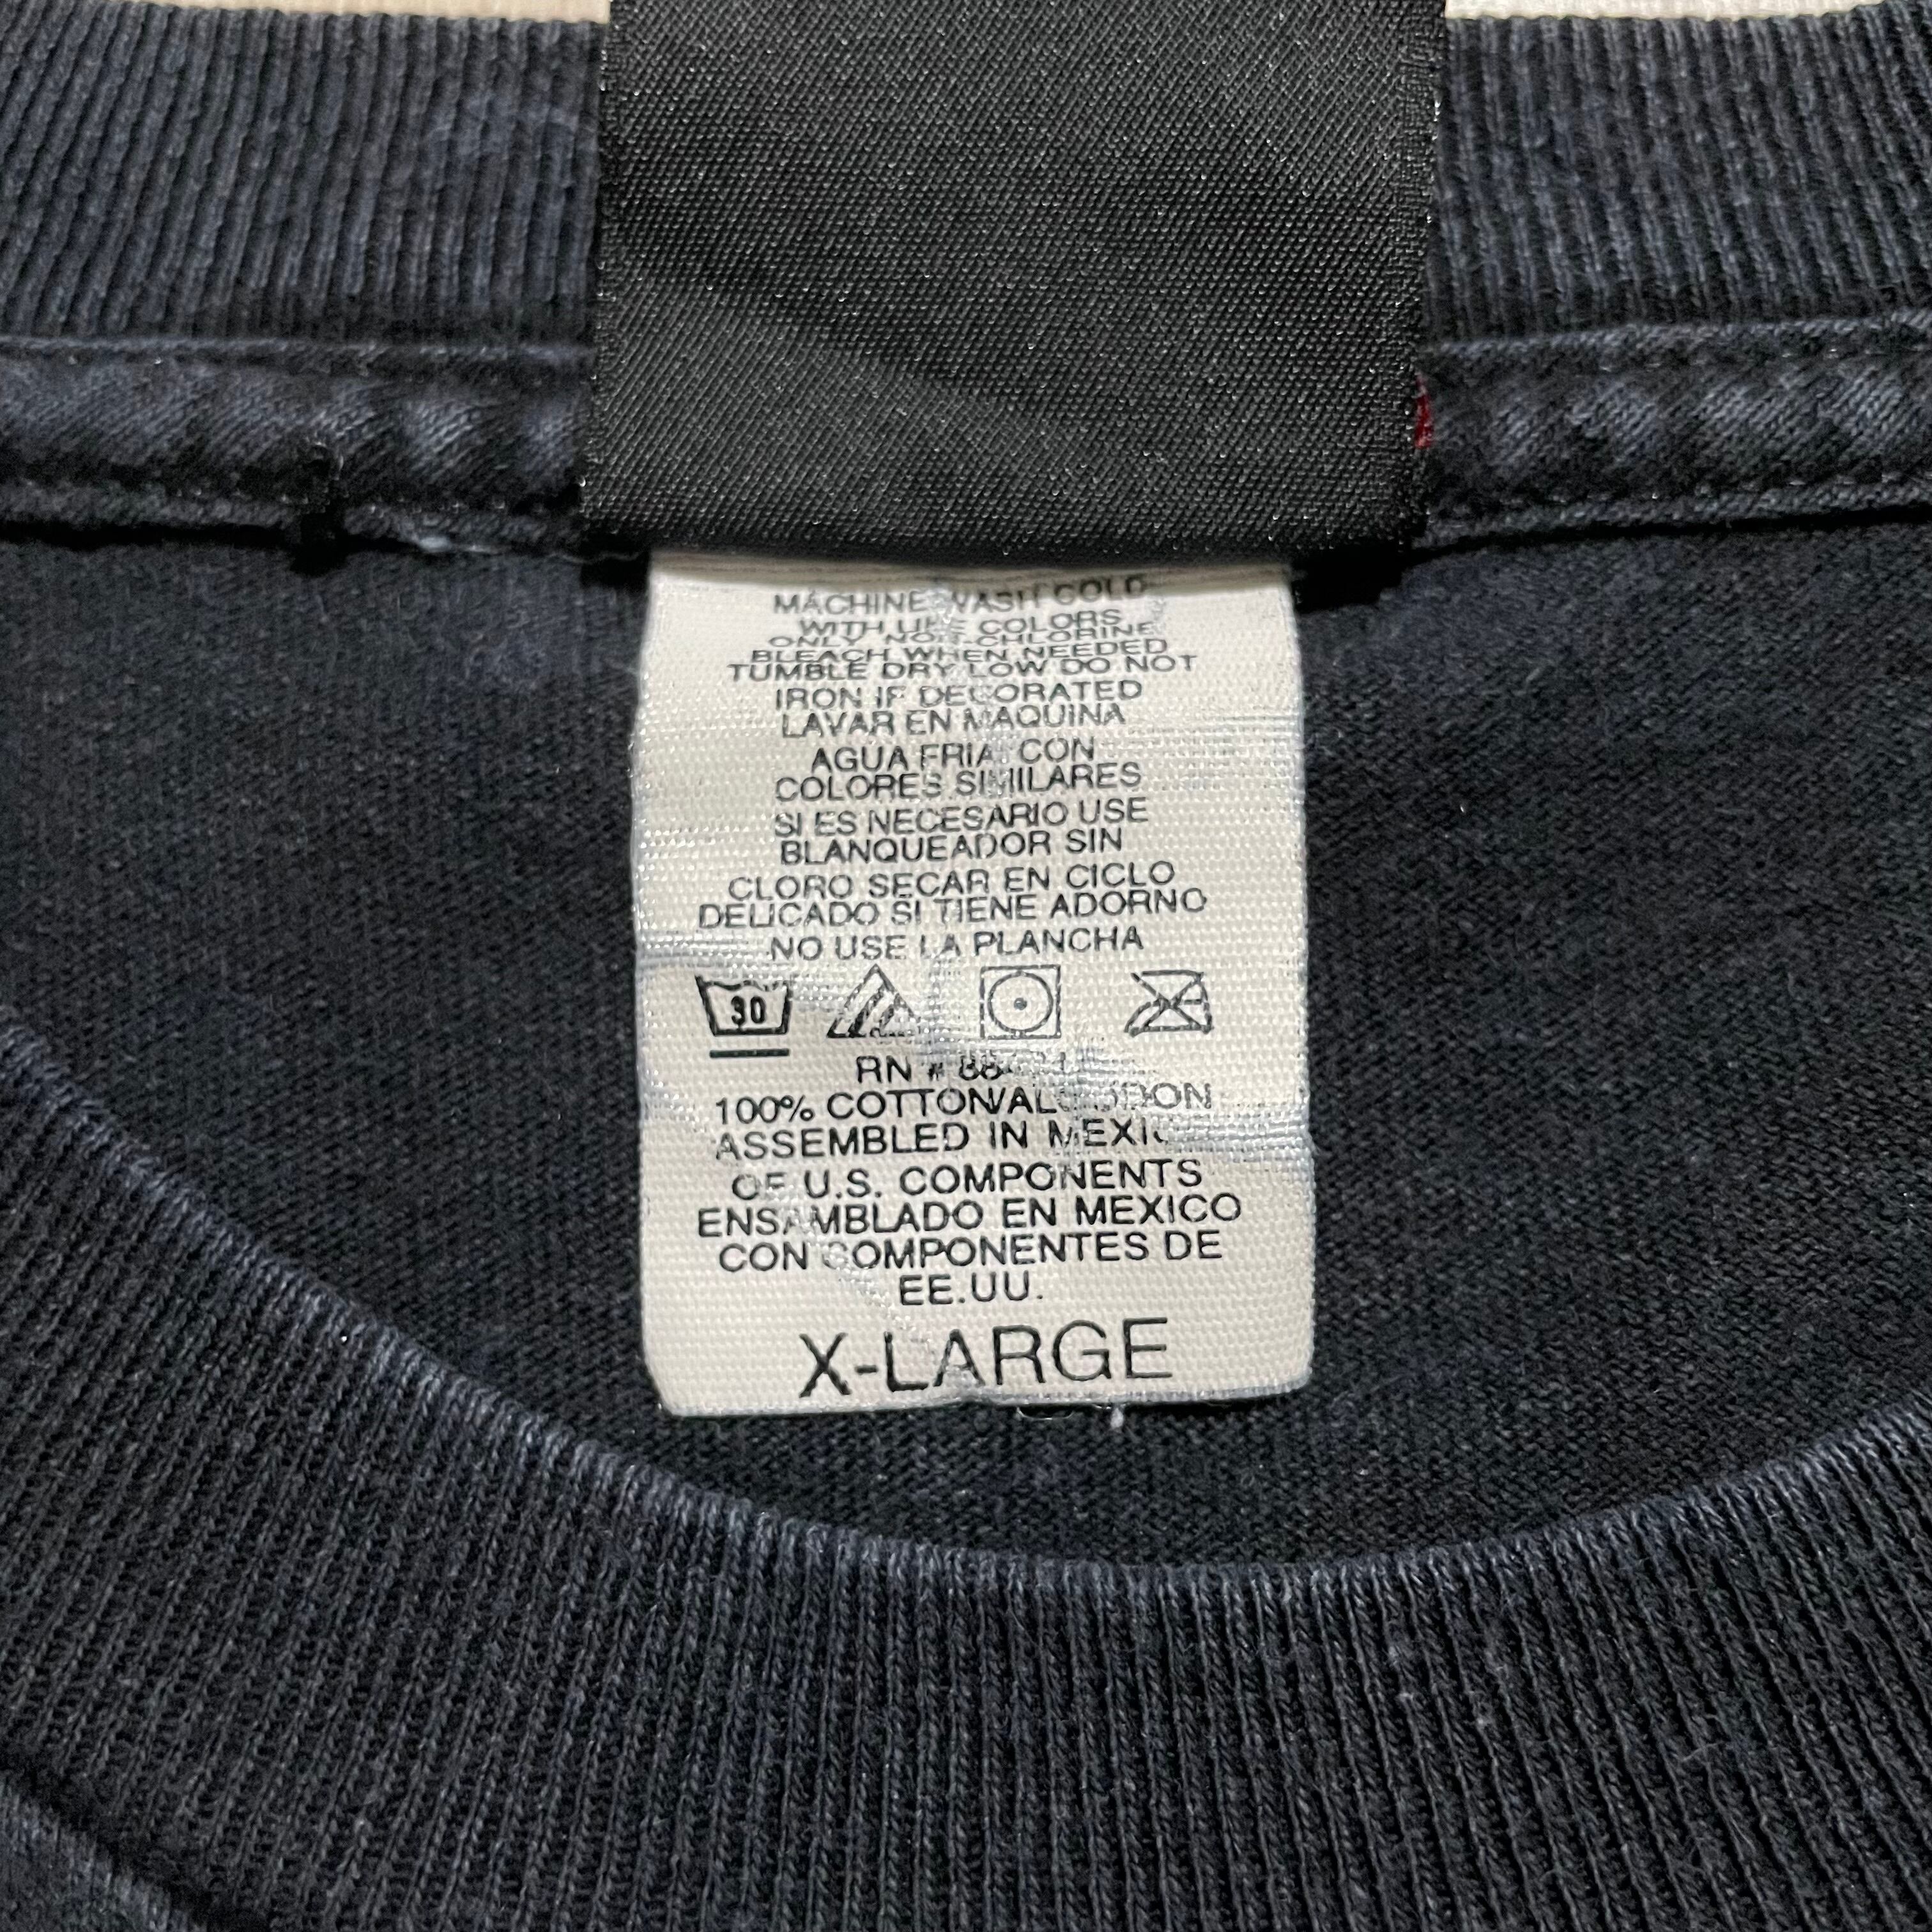 MACHINE WASH COLD
WITH LIKE COLORS
ONLY NON-CHLORINE
BLEACH WHEN NEEDED
TUMBLE DRY LOW DO NOT
IRON IF DECORATED
LAVAR EN MAQUINA
AGUA FRIA CON
COLORES SIMILARES
SI ES NECESARIO USE
BLANQUEADOR SIN
CLORO SECAR EN CICLO
DELICADO SI TIENE ADORNO
NO USE LA PLANCHA
30
RN #
100% COTTON/ALGODON
ASSEMBLED IN MEXICO
OF U.S. COMPONENTS
ENSAMBLADO EN MEXICO
CON COMPONENTES DE
EE.UU.
X-LARGE